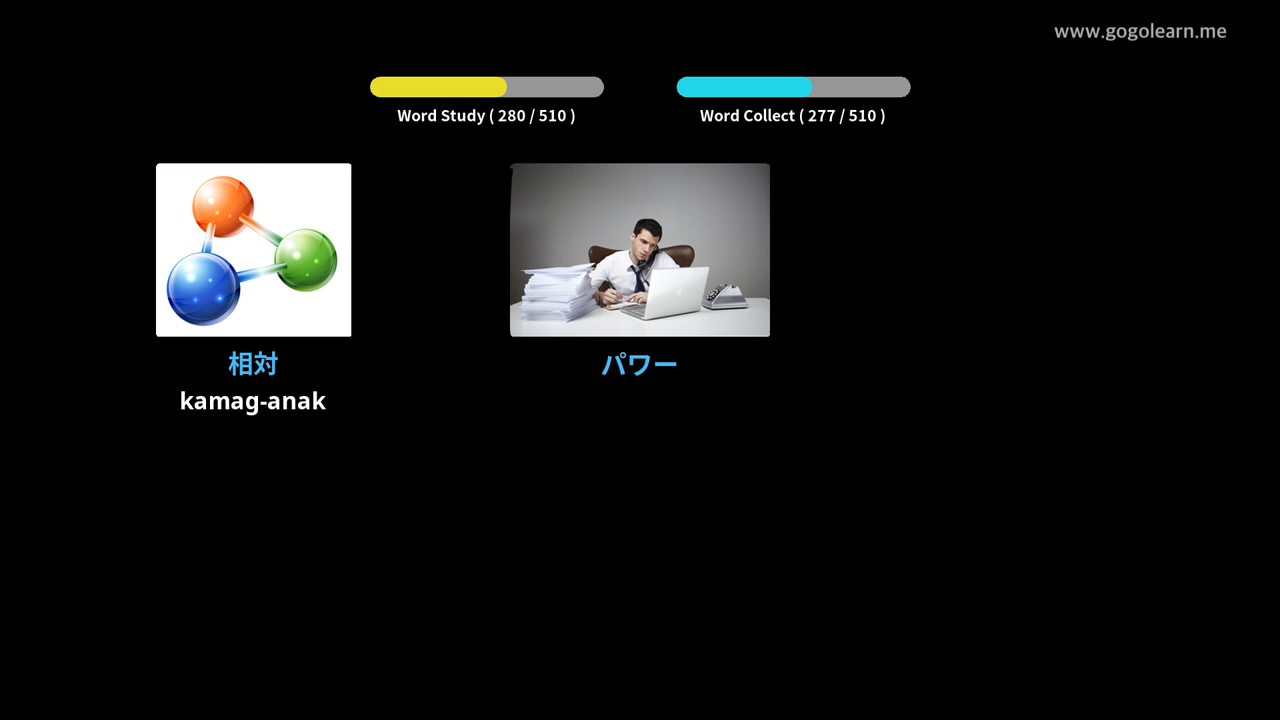 www.gogolearn.me
Word Study ( 280 / 510 )
Word Collect ( 277 / 510 )
相対
kamag-anak
パワー